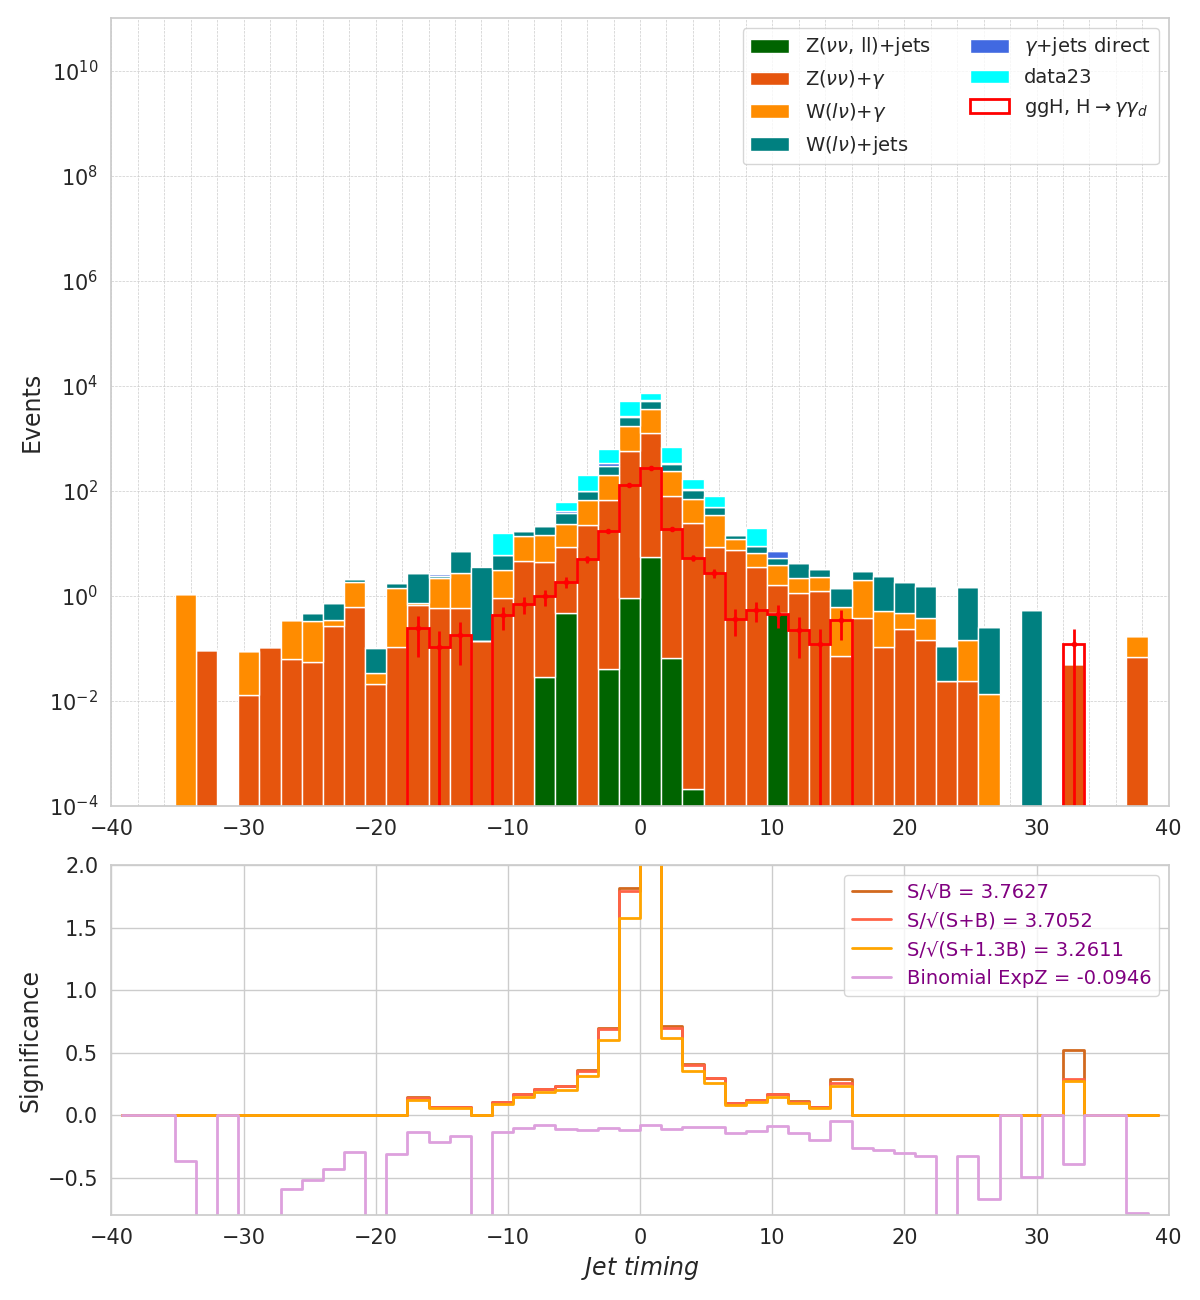 Z(νν, ll)+jets
Z(νν)+γ
W(lν)+γ
W(lν)+jets
γ+jets direct
data23
ggH, H→γγ_d
Events
10^10
10^8
10^6
10^4
10^2
10^0
10^−2
10^−4
−40 −30 −20 −10 0 10 20 30 40
S/√B = 3.7627
S/√(S+B) = 3.7052
S/√(S+1.3B) = 3.2611
Binomial ExpZ = -0.0946
Significance
2.0
1.5
1.0
0.5
0.0
−0.5
−40 −30 −20 −10 0 10 20 30 40
Jet timing